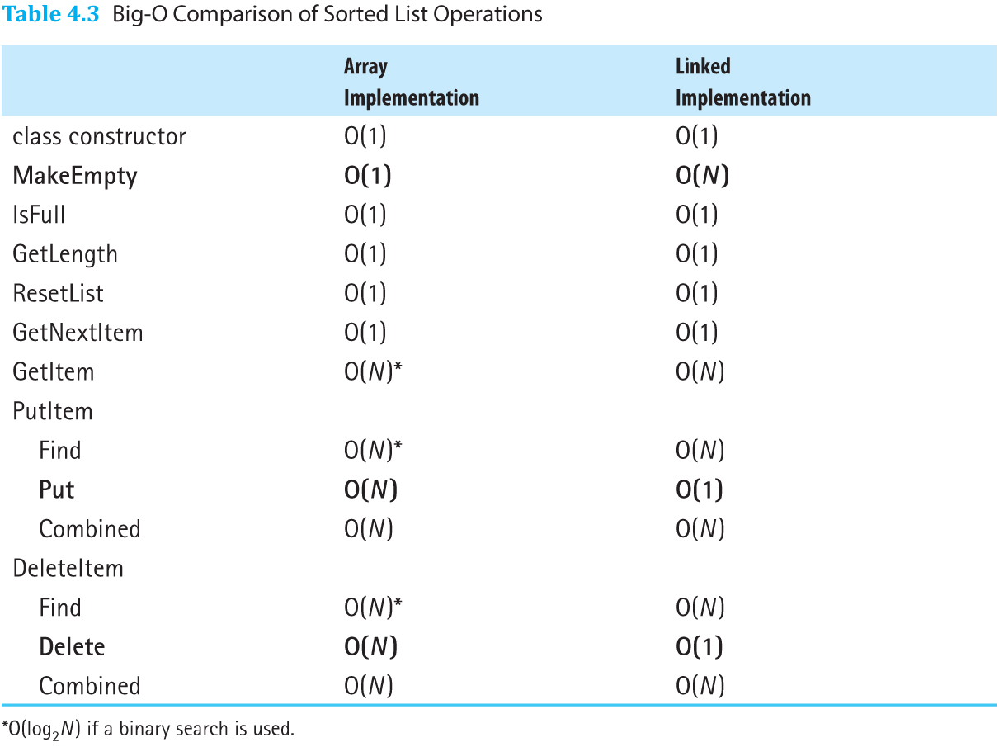 Table 4.3 Big-O Comparison of Sorted List Operations
Array Implementation Linked Implementation
class constructor O(1) O(1)
MakeEmpty O(1) O(N)
IsFull O(1) O(1)
GetLength O(1) O(1)
ResetList O(1) O(1)
GetNextItem O(1) O(1)
GetItem O(N)* O(N)
PutItem
Find O(N)* O(N)
Put O(N) O(1)
Combined O(N) O(N)
DeleteItem
Find O(N)* O(N)
Delete O(N) O(1)
Combined O(N) O(N)
*O(log₂N) if a binary search is used.